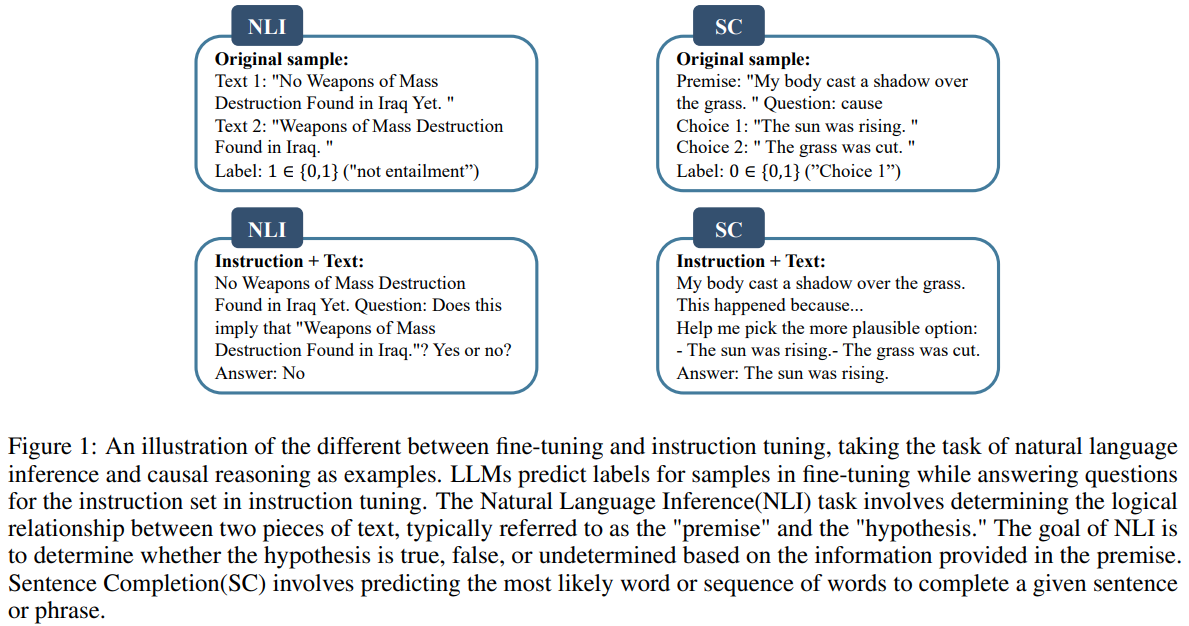 NLI
Original sample:
Text 1: "No Weapons of Mass
Destruction Found in Iraq Yet. "
Text 2: "Weapons of Mass Destruction
Found in Iraq. "
Label: 1 ∈ {0,1} ("not entailment”)
SC
Original sample:
Premise: "My body cast a shadow over
the grass. " Question: cause
Choice 1: "The sun was rising. "
Choice 2: " The grass was cut. "
Label: 0 ∈ {0,1} (”Choice 1”)
NLI
Instruction + Text:
No Weapons of Mass Destruction
Found in Iraq Yet. Question: Does this
imply that "Weapons of Mass
Destruction Found in Iraq."? Yes or no?
Answer: No
SC
Instruction + Text:
My body cast a shadow over the grass.
This happened because...
Help me pick the more plausible option:
- The sun was rising.- The grass was cut.
Answer: The sun was rising.
Figure 1: An illustration of the different between fine-tuning and instruction tuning, taking the task of natural language
inference and causal reasoning as examples. LLMs predict labels for samples in fine-tuning while answering questions
for the instruction set in instruction tuning. The Natural Language Inference(NLI) task involves determining the logical
relationship between two pieces of text, typically referred to as the "premise" and the "hypothesis." The goal of NLI is
to determine whether the hypothesis is true, false, or undetermined based on the information provided in the premise.
Sentence Completion(SC) involves predicting the most likely word or sequence of words to complete a given sentence
or phrase.